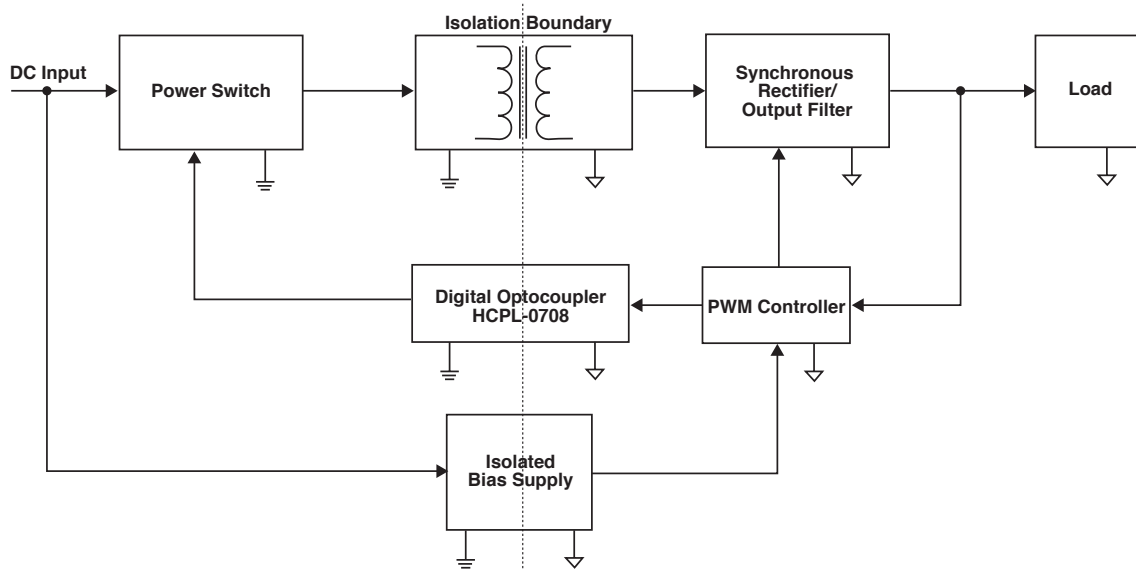 Isolation Boundary
DC Input
Power Switch
Synchronous
Rectifier/
Output Filter
Load
Digital Optocoupler
HCPL-0708
PWM Controller
Isolated
Bias Supply